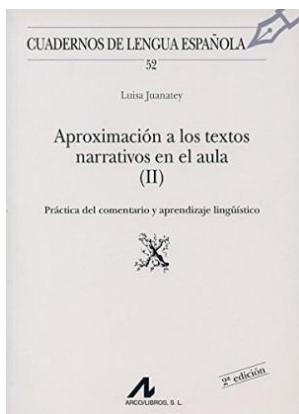 CUADERNOS DE LENGUA ESPAÑOLA
52
Luisa Juanatey
Aproximación a los textos
narrativos en el aula
(II)
Práctica del comentario y aprendizaje lingüístico
2ª edición
ARCO/LIBROS, S. L.